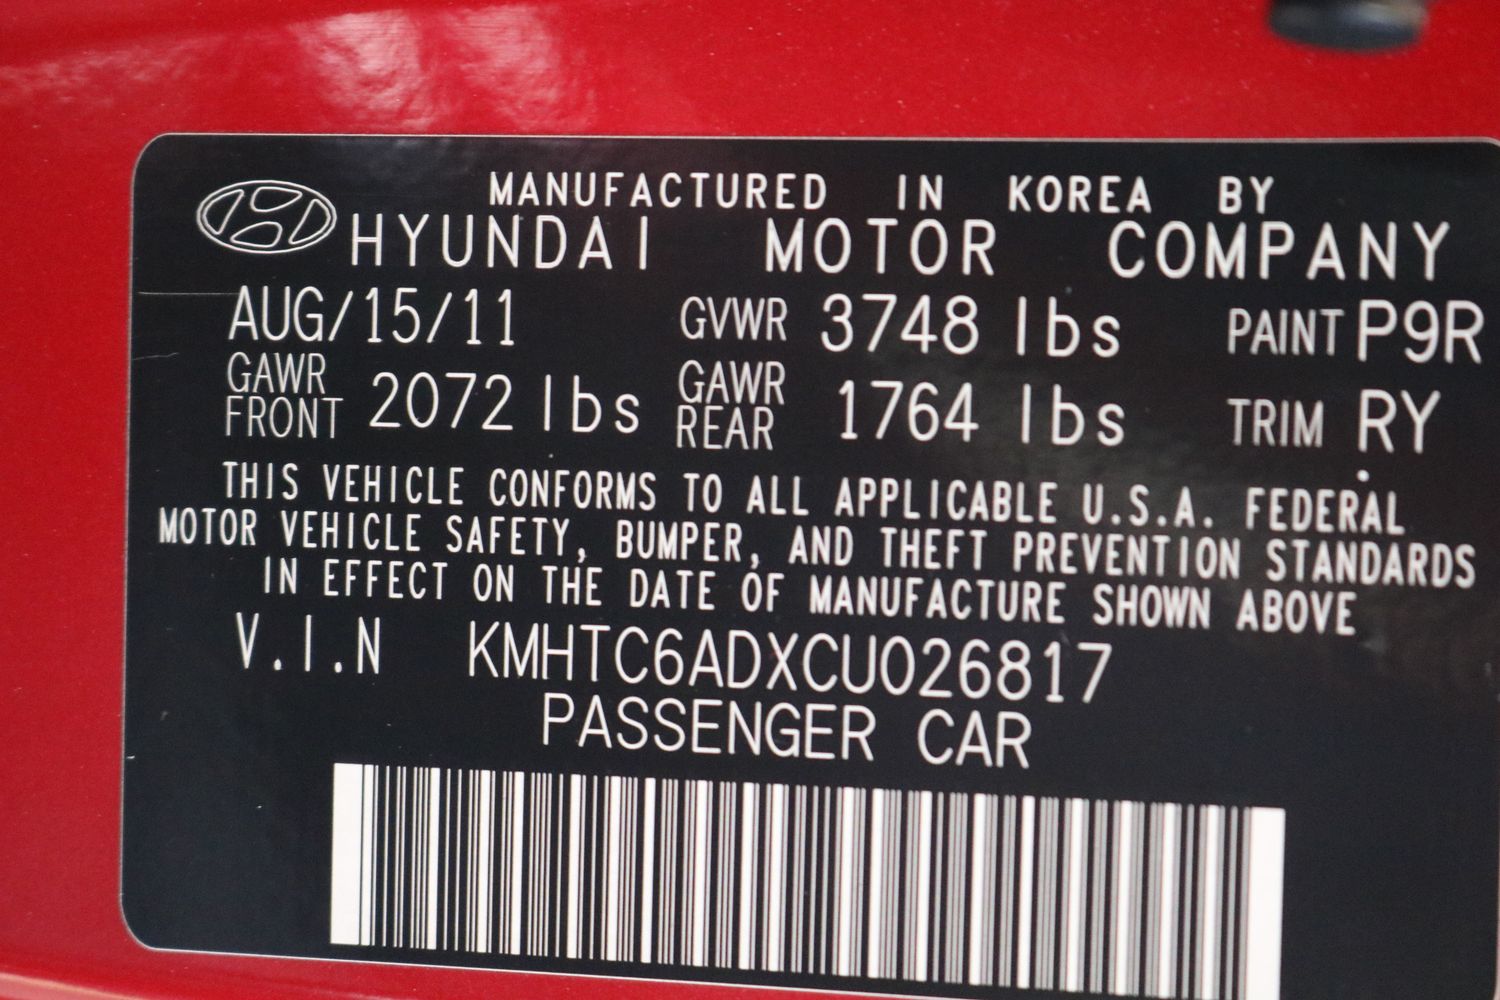 MANUFACTURED IN KOREA BY
HYUNDAI MOTOR COMPANY
AUG/15/11 GVWR 3748 lbs PAINT P9R
GAWR FRONT 2072 lbs GAWR REAR 1764 lbs TRIM RY
THIS VEHICLE CONFORMS TO ALL APPLICABLE U.S.A. FEDERAL
MOTOR VEHICLE SAFETY, BUMPER, AND THEFT PREVENTION STANDARDS
IN EFFECT ON THE DATE OF MANUFACTURE SHOWN ABOVE
V.I.N KMHTC6ADXCU026817
PASSENGER CAR